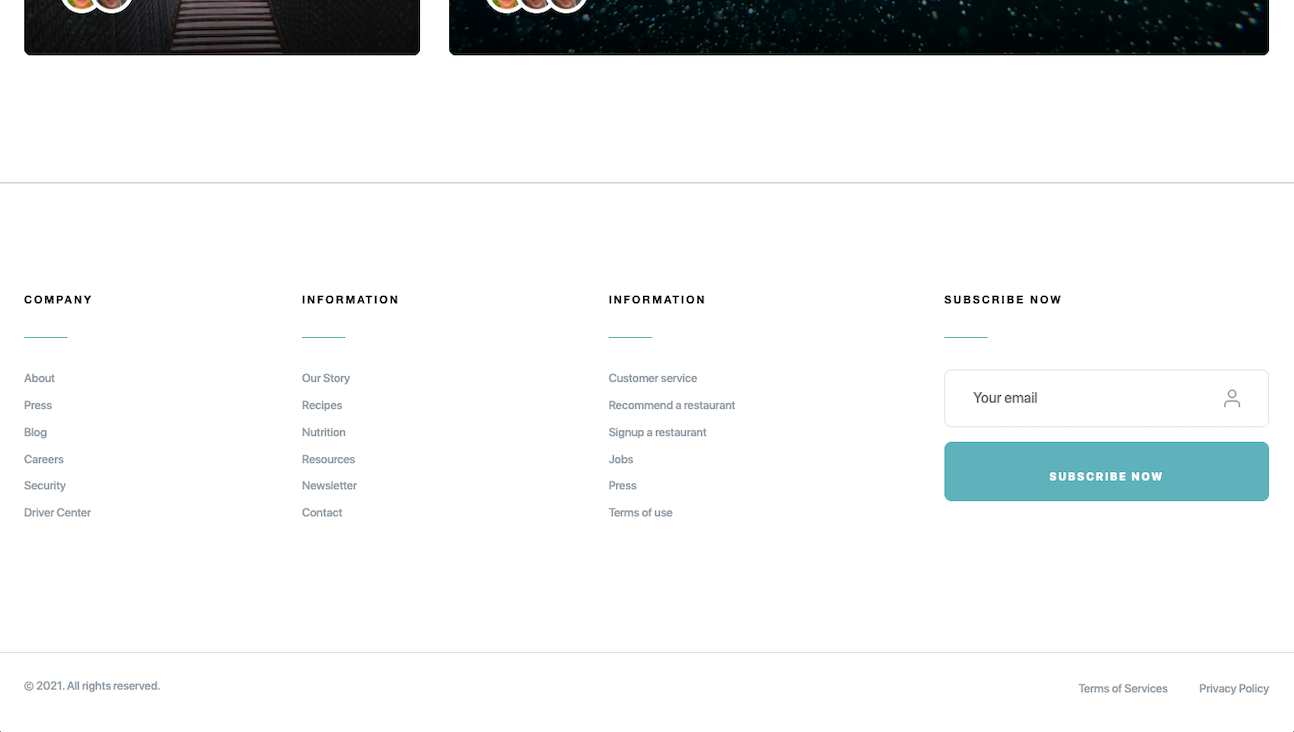 COMPANY
About
Press
Blog
Careers
Security
Driver Center
INFORMATION
Our Story
Recipes
Nutrition
Resources
Newsletter
Contact
INFORMATION
Customer service
Recommend a restaurant
Signup a restaurant
Jobs
Press
Terms of use
SUBSCRIBE NOW
Your email
SUBSCRIBE NOW
© 2021. All rights reserved.
Terms of Services
Privacy Policy